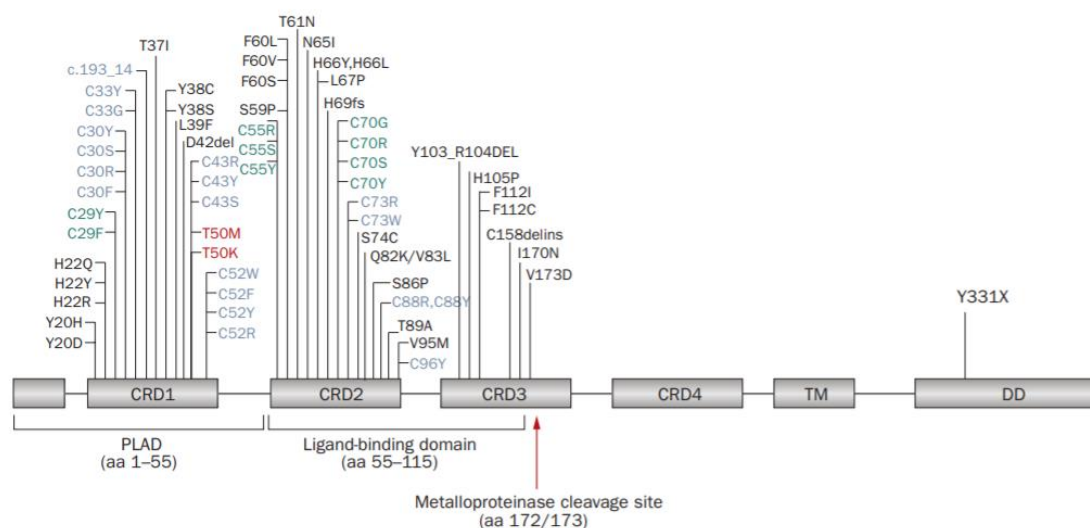 T61N
F60L
N65I
T37I
F60V
H66Y,H66L
c.193_14
F60S
L67P
C33Y
Y38C
H69fs
C33G
Y38S
S59P
C70G
C30Y
L39F
C55R
C70R
C30S
D42del
C55S
C70S
Y103_R104DEL
C30R
C43R
C55Y
C70Y
H105P
C30F
C43Y
C73R
F112I
C29Y
C43S
C73W
F112C
C29F
T50M
S74C
C158delins
T50K
Q82K/V83L
I170N
H22Q
C52W
V173D
H22Y
C52F
S86P
Y331X
H22R
C52Y
C88R,C88Y
Y20H
C52R
T89A
Y20D
V95M
C96Y
CRD1
CRD2
CRD3
CRD4
TM
DD
PLAD
(aa 1–55)
Ligand-binding domain
(aa 55–115)
Metalloproteinase cleavage site
(aa 172/173)